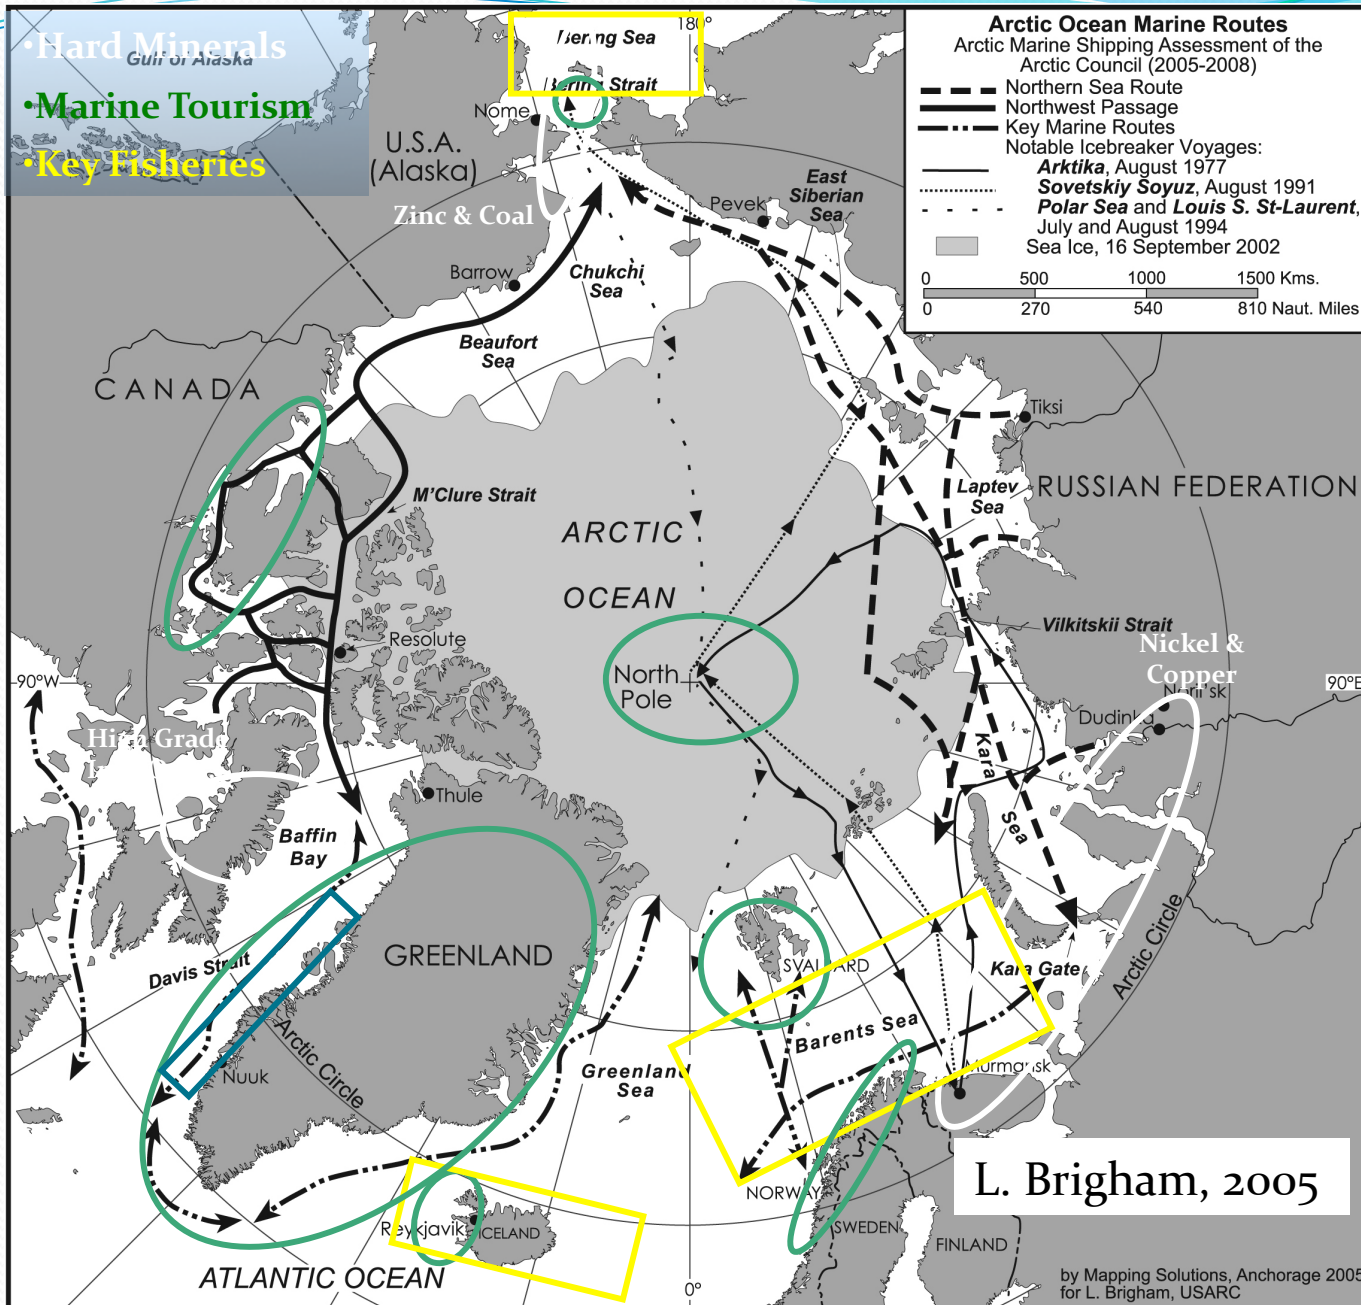 •Hard Minerals
•Marine Tourism
•Key Fisheries
Gulf of Alaska
Bering Sea
Bering Strait
180°
Arctic Ocean Marine Routes
Arctic Marine Shipping Assessment of the
Arctic Council (2005-2008)
Northern Sea Route
Northwest Passage
Key Marine Routes
Notable Icebreaker Voyages:
Arktika, August 1977
Sovetskiy Soyuz, August 1991
Polar Sea and Louis S. St-Laurent,
July and August 1994
Sea Ice, 16 September 2002
0 500 1000 1500 Kms.
0 270 540 810 Naut. Miles
Nome
U.S.A.
(Alaska)
Zinc & Coal
East
Siberian
Sea
Pevek
Barrow
Chukchi
Sea
Beaufort
Sea
CANADA
Tiksi
M'Clure Strait
Laptev
Sea
RUSSIAN FEDERATION
ARCTIC
OCEAN
Resolute
Vilkitskii Strait
Nickel &
Copper
North
Pole
90°W
90°E
Noril'sk
Dudinka
High Grade
Kara
Sea
Thule
Baffin
Bay
GREENLAND
Davis Strait
SVALBARD
Kara Gate
Arctic Circle
Arctic Circle
Barents Sea
Nuuk
Greenland
Sea
Murmansk
L. Brigham, 2005
NORWAY
Reykjavik
ICELAND
SWEDEN
FINLAND
ATLANTIC OCEAN
0°
by Mapping Solutions, Anchorage 2005
for L. Brigham, USARC